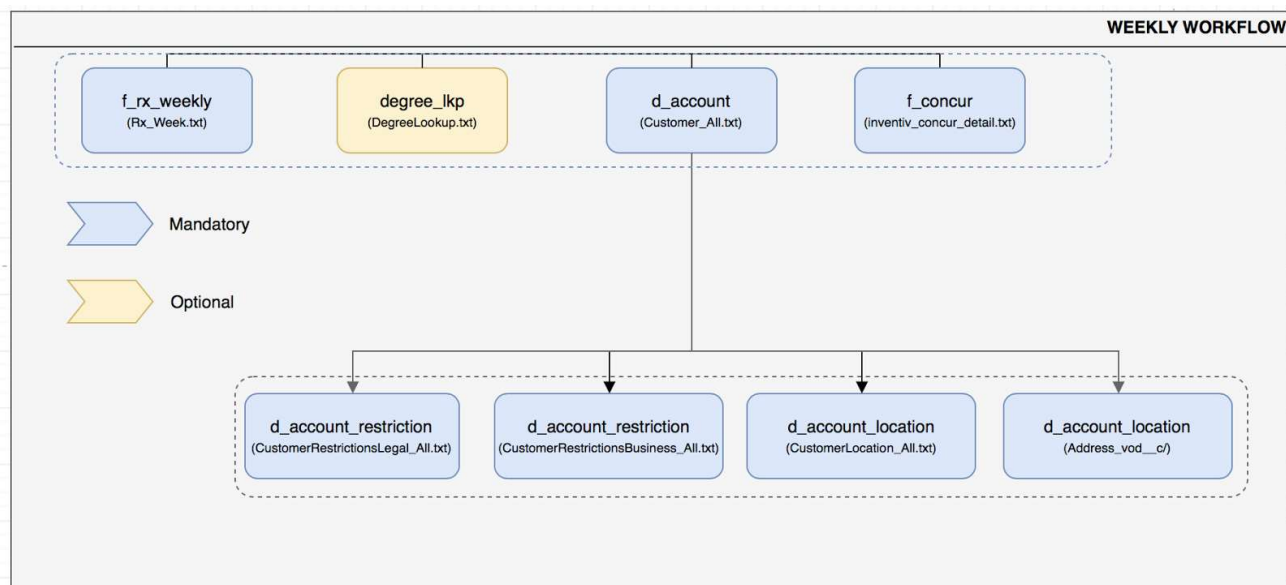 WEEKLY WORKFLOW
f_rx_weekly
(Rx_Week.txt)
degree_lkp
(DegreeLookup.txt)
d_account
(Customer_All.txt)
f_concur
(inventiv_concur_detail.txt)
Mandatory
Optional
d_account_restriction
(CustomerRestrictionsLegal_All.txt)
d_account_restriction
(CustomerRestrictionsBusiness_All.txt)
d_account_location
(CustomerLocation_All.txt)
d_account_location
(Address_vod__c/)